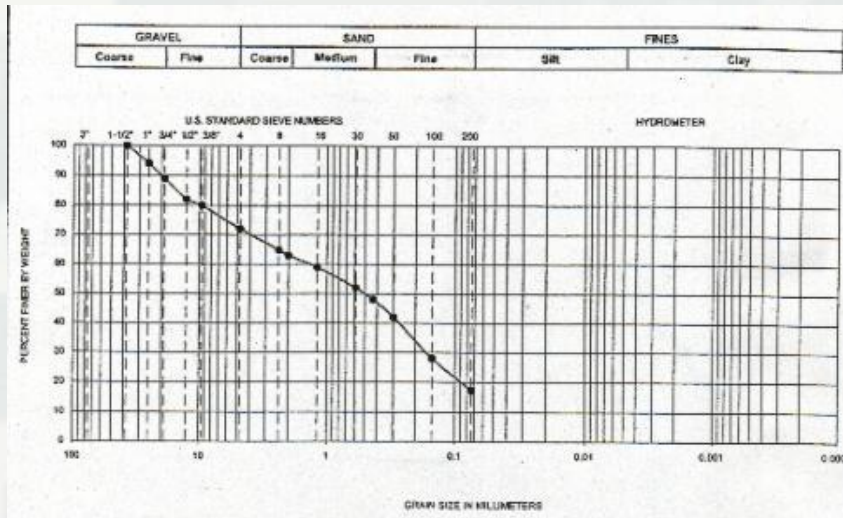 GRAVEL SAND FINES
Coarse Fine Coarse Medium Fine Silt Clay
U.S. STANDARD SIEVE NUMBERS HYDROMETER
3" 1-1/2" 1" 3/4" 1/2" 3/8" 4 8 16 30 50 100 200
100
90
80
70
60
50
40
30
20
10
0
PERCENT FINER BY WEIGHT
100 10 1 0.1 0.01 0.001
GRAIN SIZE IN MILLIMETERS